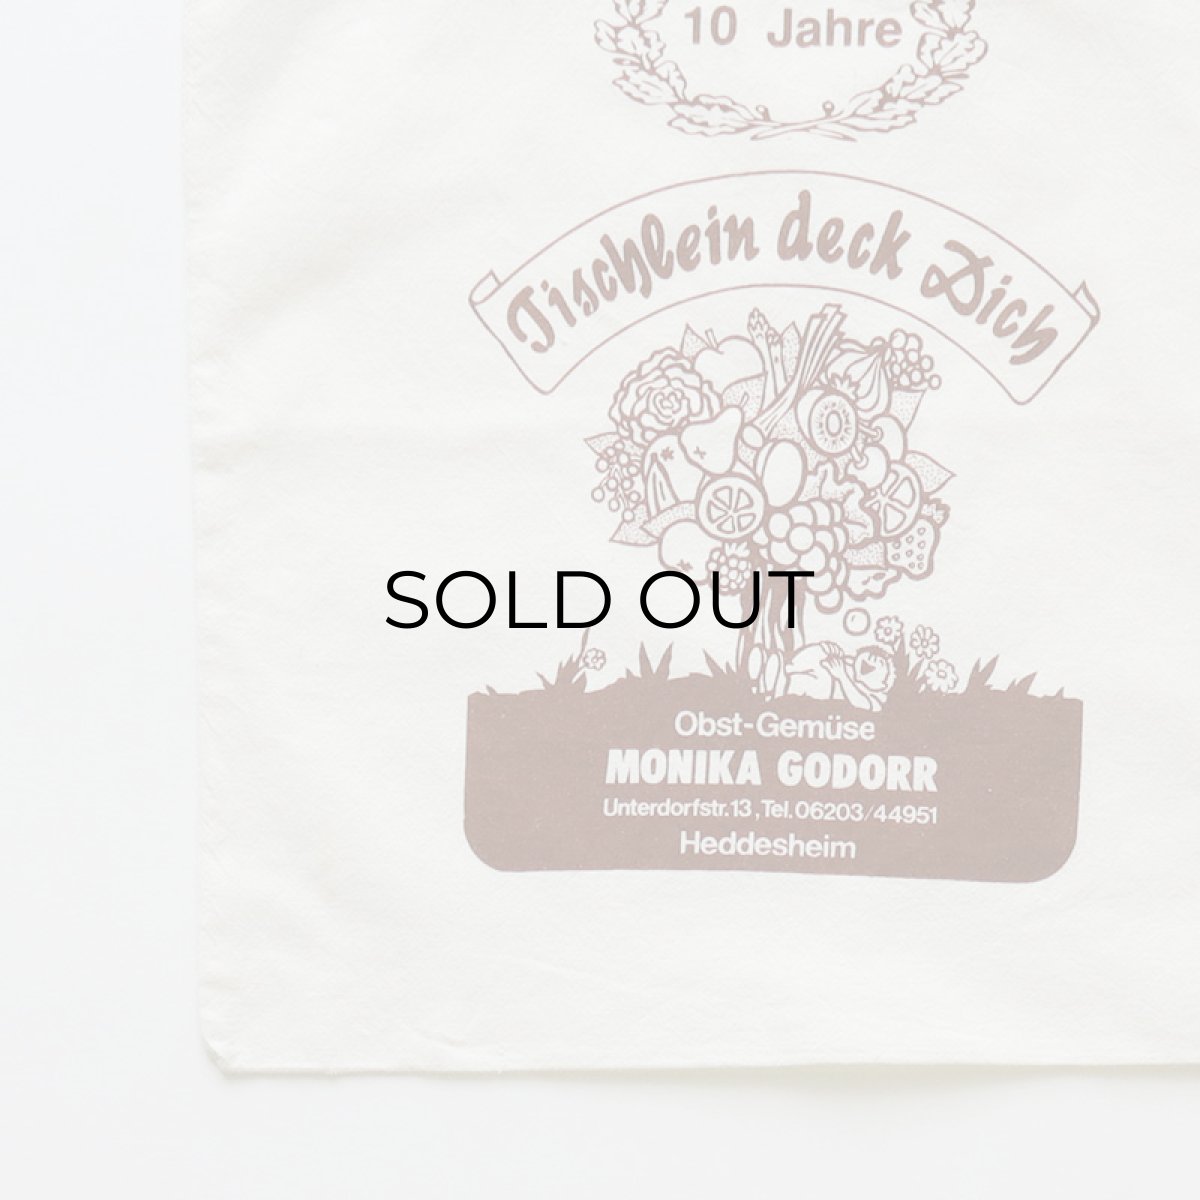 10 Jahre
Tischlein deck Dich
SOLD OUT
Obst-Gemüse
MONIKA GODORR
Unterdorfstr.13, Tel. 06203/44951
Heddesheim